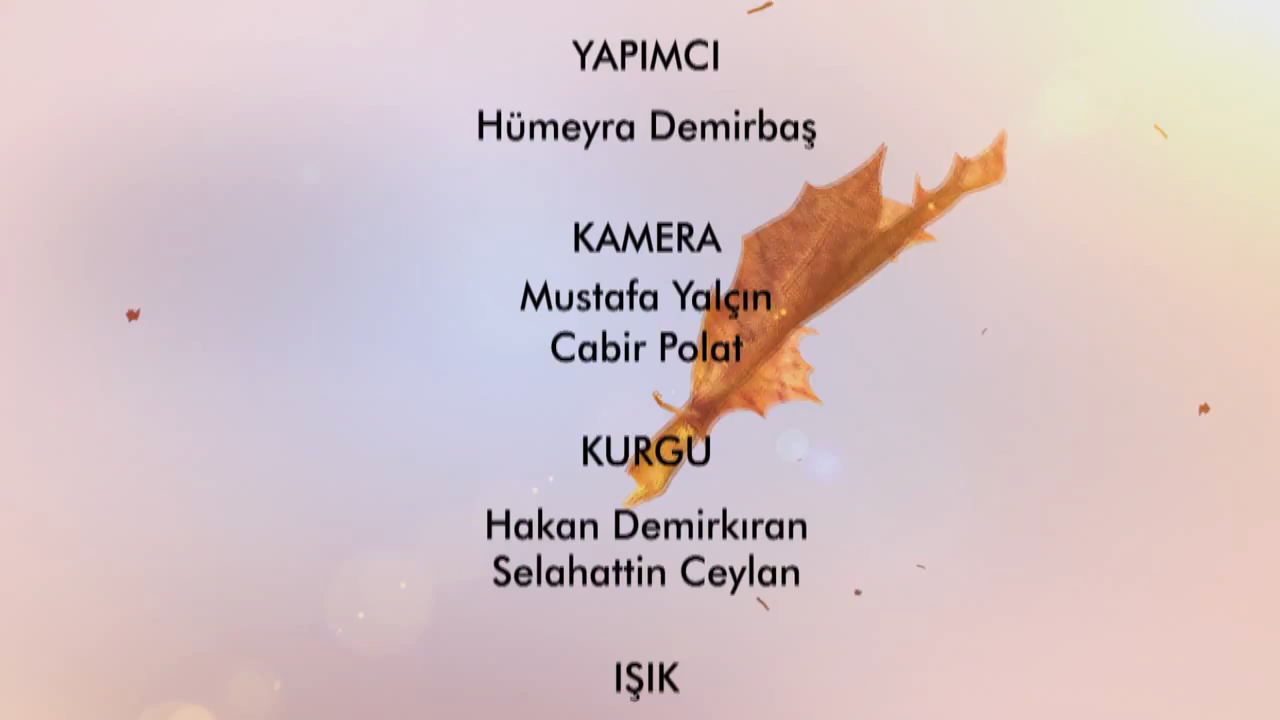 YAPIMCI
Hümeyra Demirbaş
KAMERA
Mustafa Yalçın
Cabir Polat
KURGU
Hakan Demirkıran
Selahattin Ceylan
IŞIK